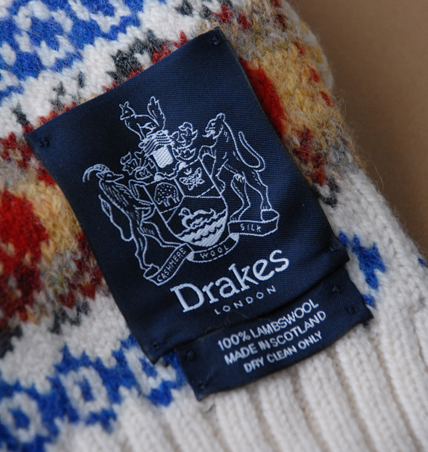 CASHMERE WOOL SILK
Drakes
LONDON
100% LAMBSWOOL
MADE IN SCOTLAND
DRY CLEAN ONLY